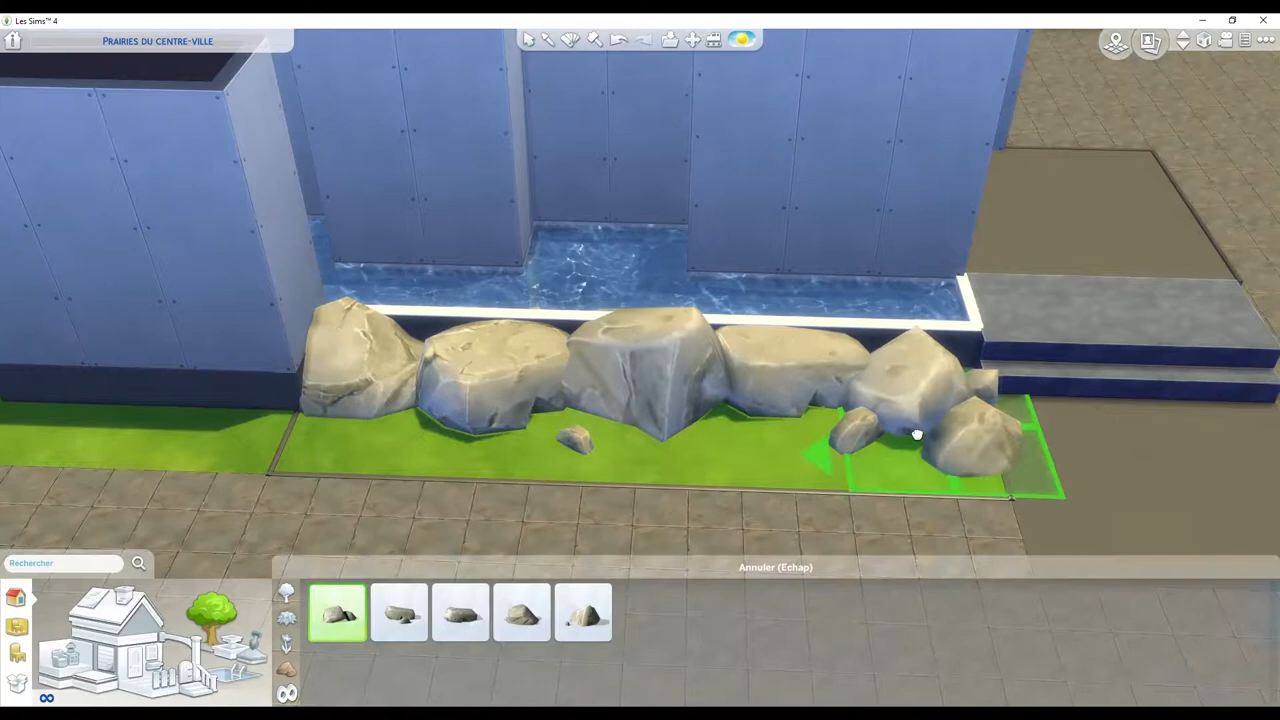 Les Sims™ 4
PRAIRIES DU CENTRE-VILLE
Annuler (Echap)
Rechercher